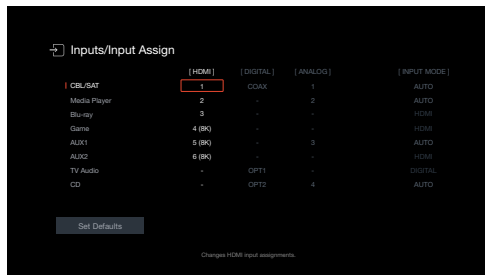 Inputs/Input Assign
[ HDMI ] [ DIGITAL ] [ ANALOG ] [ INPUT MODE ]
CBL/SAT 1 COAX 1 AUTO
Media Player 2 - 2 AUTO
Blu-ray 3 - - HDMI
Game 4 (8K) - - HDMI
AUX1 5 (8K) - 3 AUTO
AUX2 6 (8K) - - HDMI
TV Audio - OPT1 - DIGITAL
CD - OPT2 4 AUTO
Set Defaults
Changes HDMI input assignments.